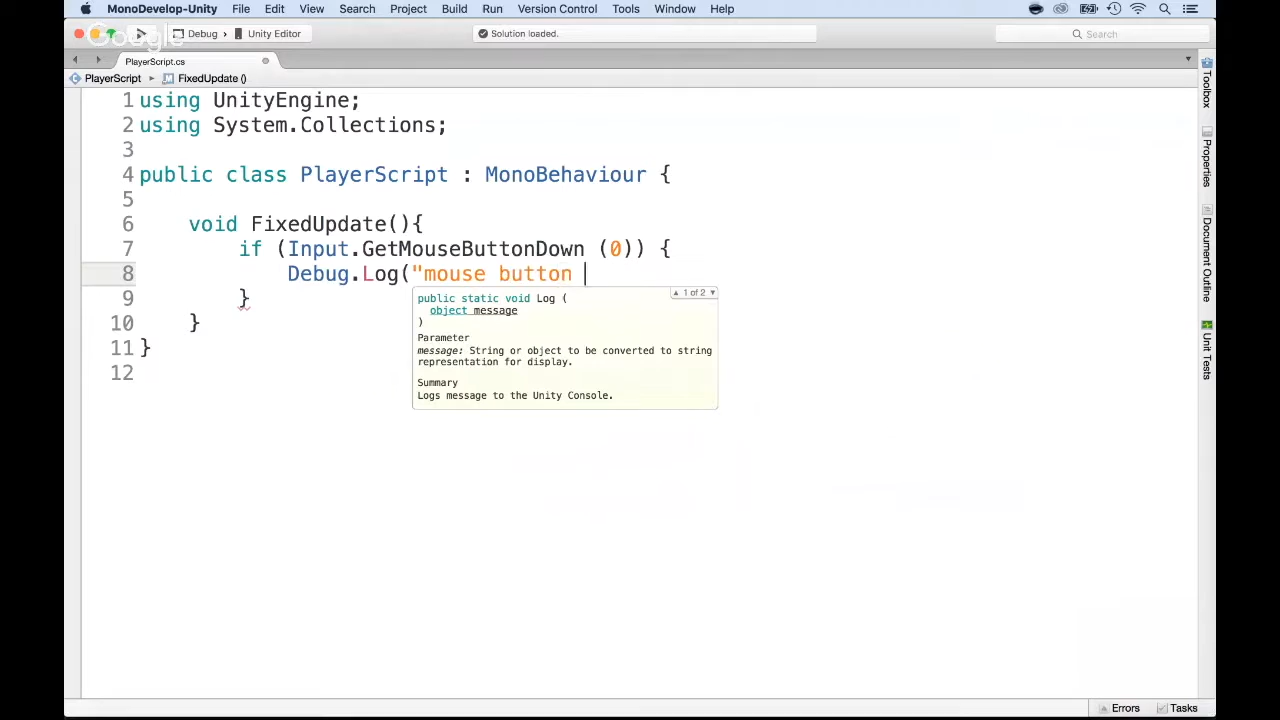 MonoDevelop-Unity File Edit View Search Project Build Run Version Control Tools Window Help
Google
Debug › Unity Editor
Solution loaded.
Search
PlayerScript.cs
PlayerScript ▸ FixedUpdate ()
1 using UnityEngine;
2 using System.Collections;
3
4 public class PlayerScript : MonoBehaviour {
5
6 void FixedUpdate(){
7 if (Input.GetMouseButtonDown (0)) {
8 Debug.Log("mouse button
9 }
10 }
11 }
12
▲ 1 of 2 ▼
public static void Log (
object message
)
Parameter
message: String or object to be converted to string
representation for display.
Summary
Logs message to the Unity Console.
Toolbox
Properties
Document Outline
Unit Tests
Errors Tasks